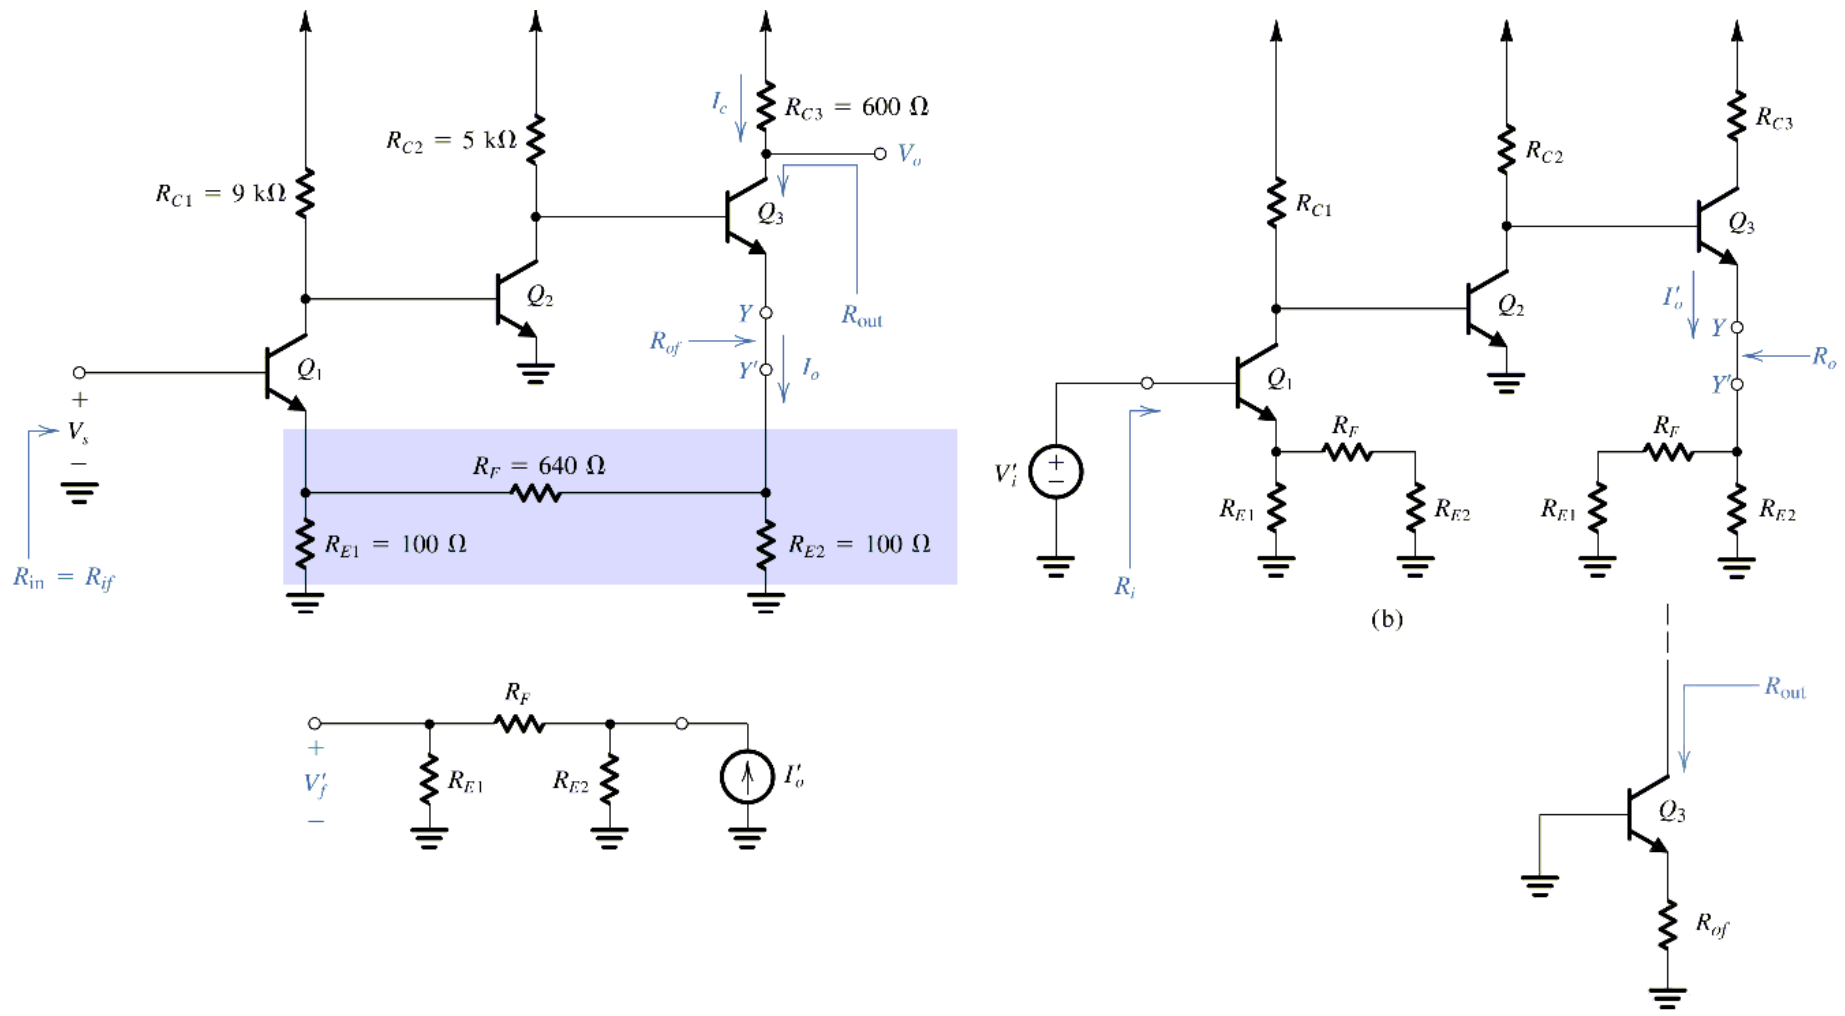 I_c
R_C3 = 600 Ω
R_C2 = 5 kΩ
V_o
R_C1 = 9 kΩ
Q_3
Q_2
Y
R_out
R_of
Q_1
Y'
I_o
+
V_s
−
R_F = 640 Ω
R_E1 = 100 Ω
R_E2 = 100 Ω
R_in = R_if
R_C3
R_C2
R_C1
Q_3
Q_2
I'_o
Y
R_o
Q_1
Y'
R_F
R_F
V'_i
+
−
R_E1
R_E2
R_E1
R_E2
R_i
(b)
R_F
+
V'_f
−
R_E1
R_E2
I'_o
R_out
Q_3
R_of